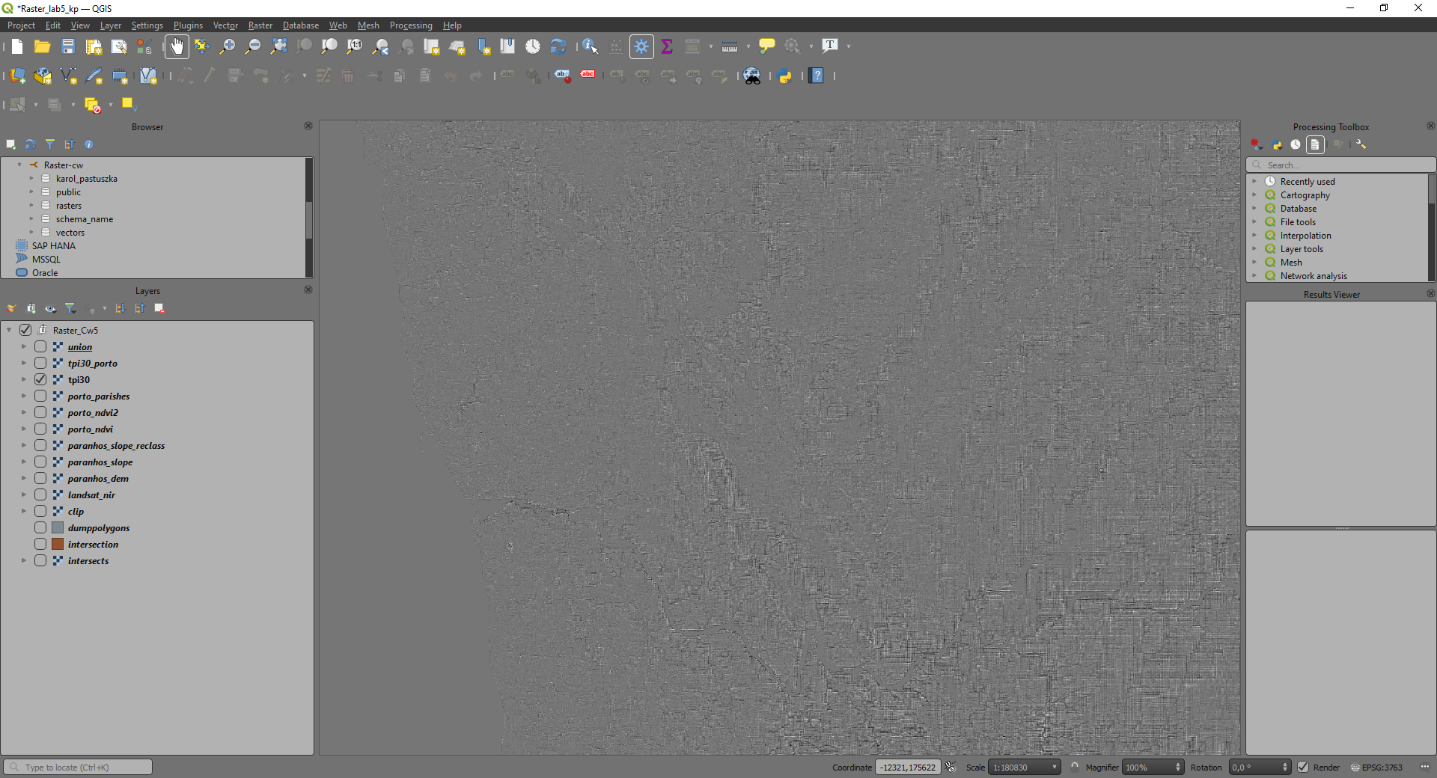 *Raster_lab5_kp — QGIS
Project Edit View Layer Settings Plugins Vector Raster Database Web Mesh Processing Help
Browser
Raster-cw
karol_pastuszka
public
rasters
schema_name
vectors
SAP HANA
MSSQL
Oracle
Layers
Raster_Cw5
union
tpi30_porto
tpi30
porto_parishes
porto_ndvi2
porto_ndvi
paranhos_slope_reclass
paranhos_slope
paranhos_dem
landsat_nir
clip
dumppolygons
intersection
intersects
Processing Toolbox
Search...
Recently used
Cartography
Database
File tools
Interpolation
Layer tools
Mesh
Network analysis
Results Viewer
Type to locate (Ctrl+K)
Coordinate -12321,175622 Scale 1:180830 Magnifier 100% Rotation 0,0 ° Render EPSG:3763